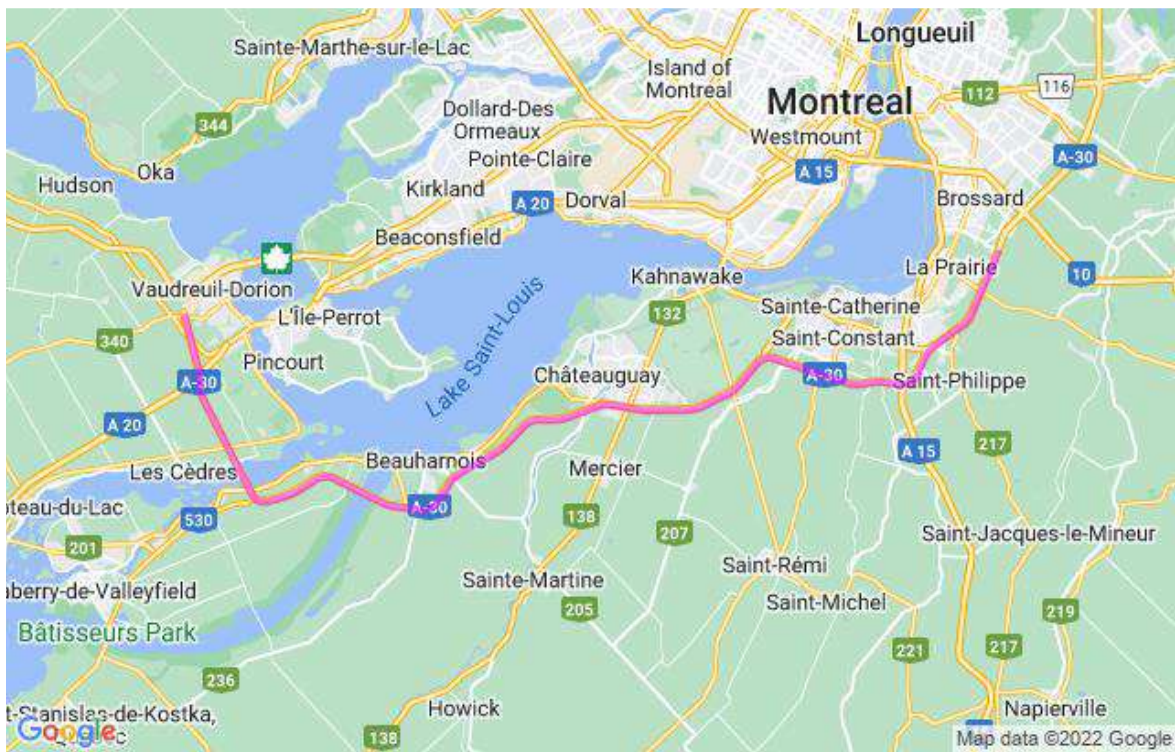 Sainte-Marthe-sur-le-Lac
Longueuil
Island of
Montreal
112
116
344
Dollard-Des
Ormeaux
Montreal
Westmount
Oka
Pointe-Claire
A 15
A-30
Hudson
Kirkland
A 20
Dorval
Brossard
Beaconsfield
Vaudreuil-Dorion
Kahnawake
La Prairie
10
L'Île-Perrot
132
Sainte-Catherine
340
Saint-Constant
Pincourt
Lake Saint-Louis
A-30
Châteauguay
A-30
Saint-Philippe
A 20
217
Les Cèdres
Beauharnois
Mercier
A 15
oteau-du-Lac
530
A-30
138
207
201
Saint-Jacques-le-Mineur
aberry-de-Valleyfield
Sainte-Martine
Saint-Rémi
205
Saint-Michel
219
Bâtisseurs Park
221
217
236
Howick
Napierville
t-Stanislas-de-Kostka,
Google
138
Map data ©2022 Google